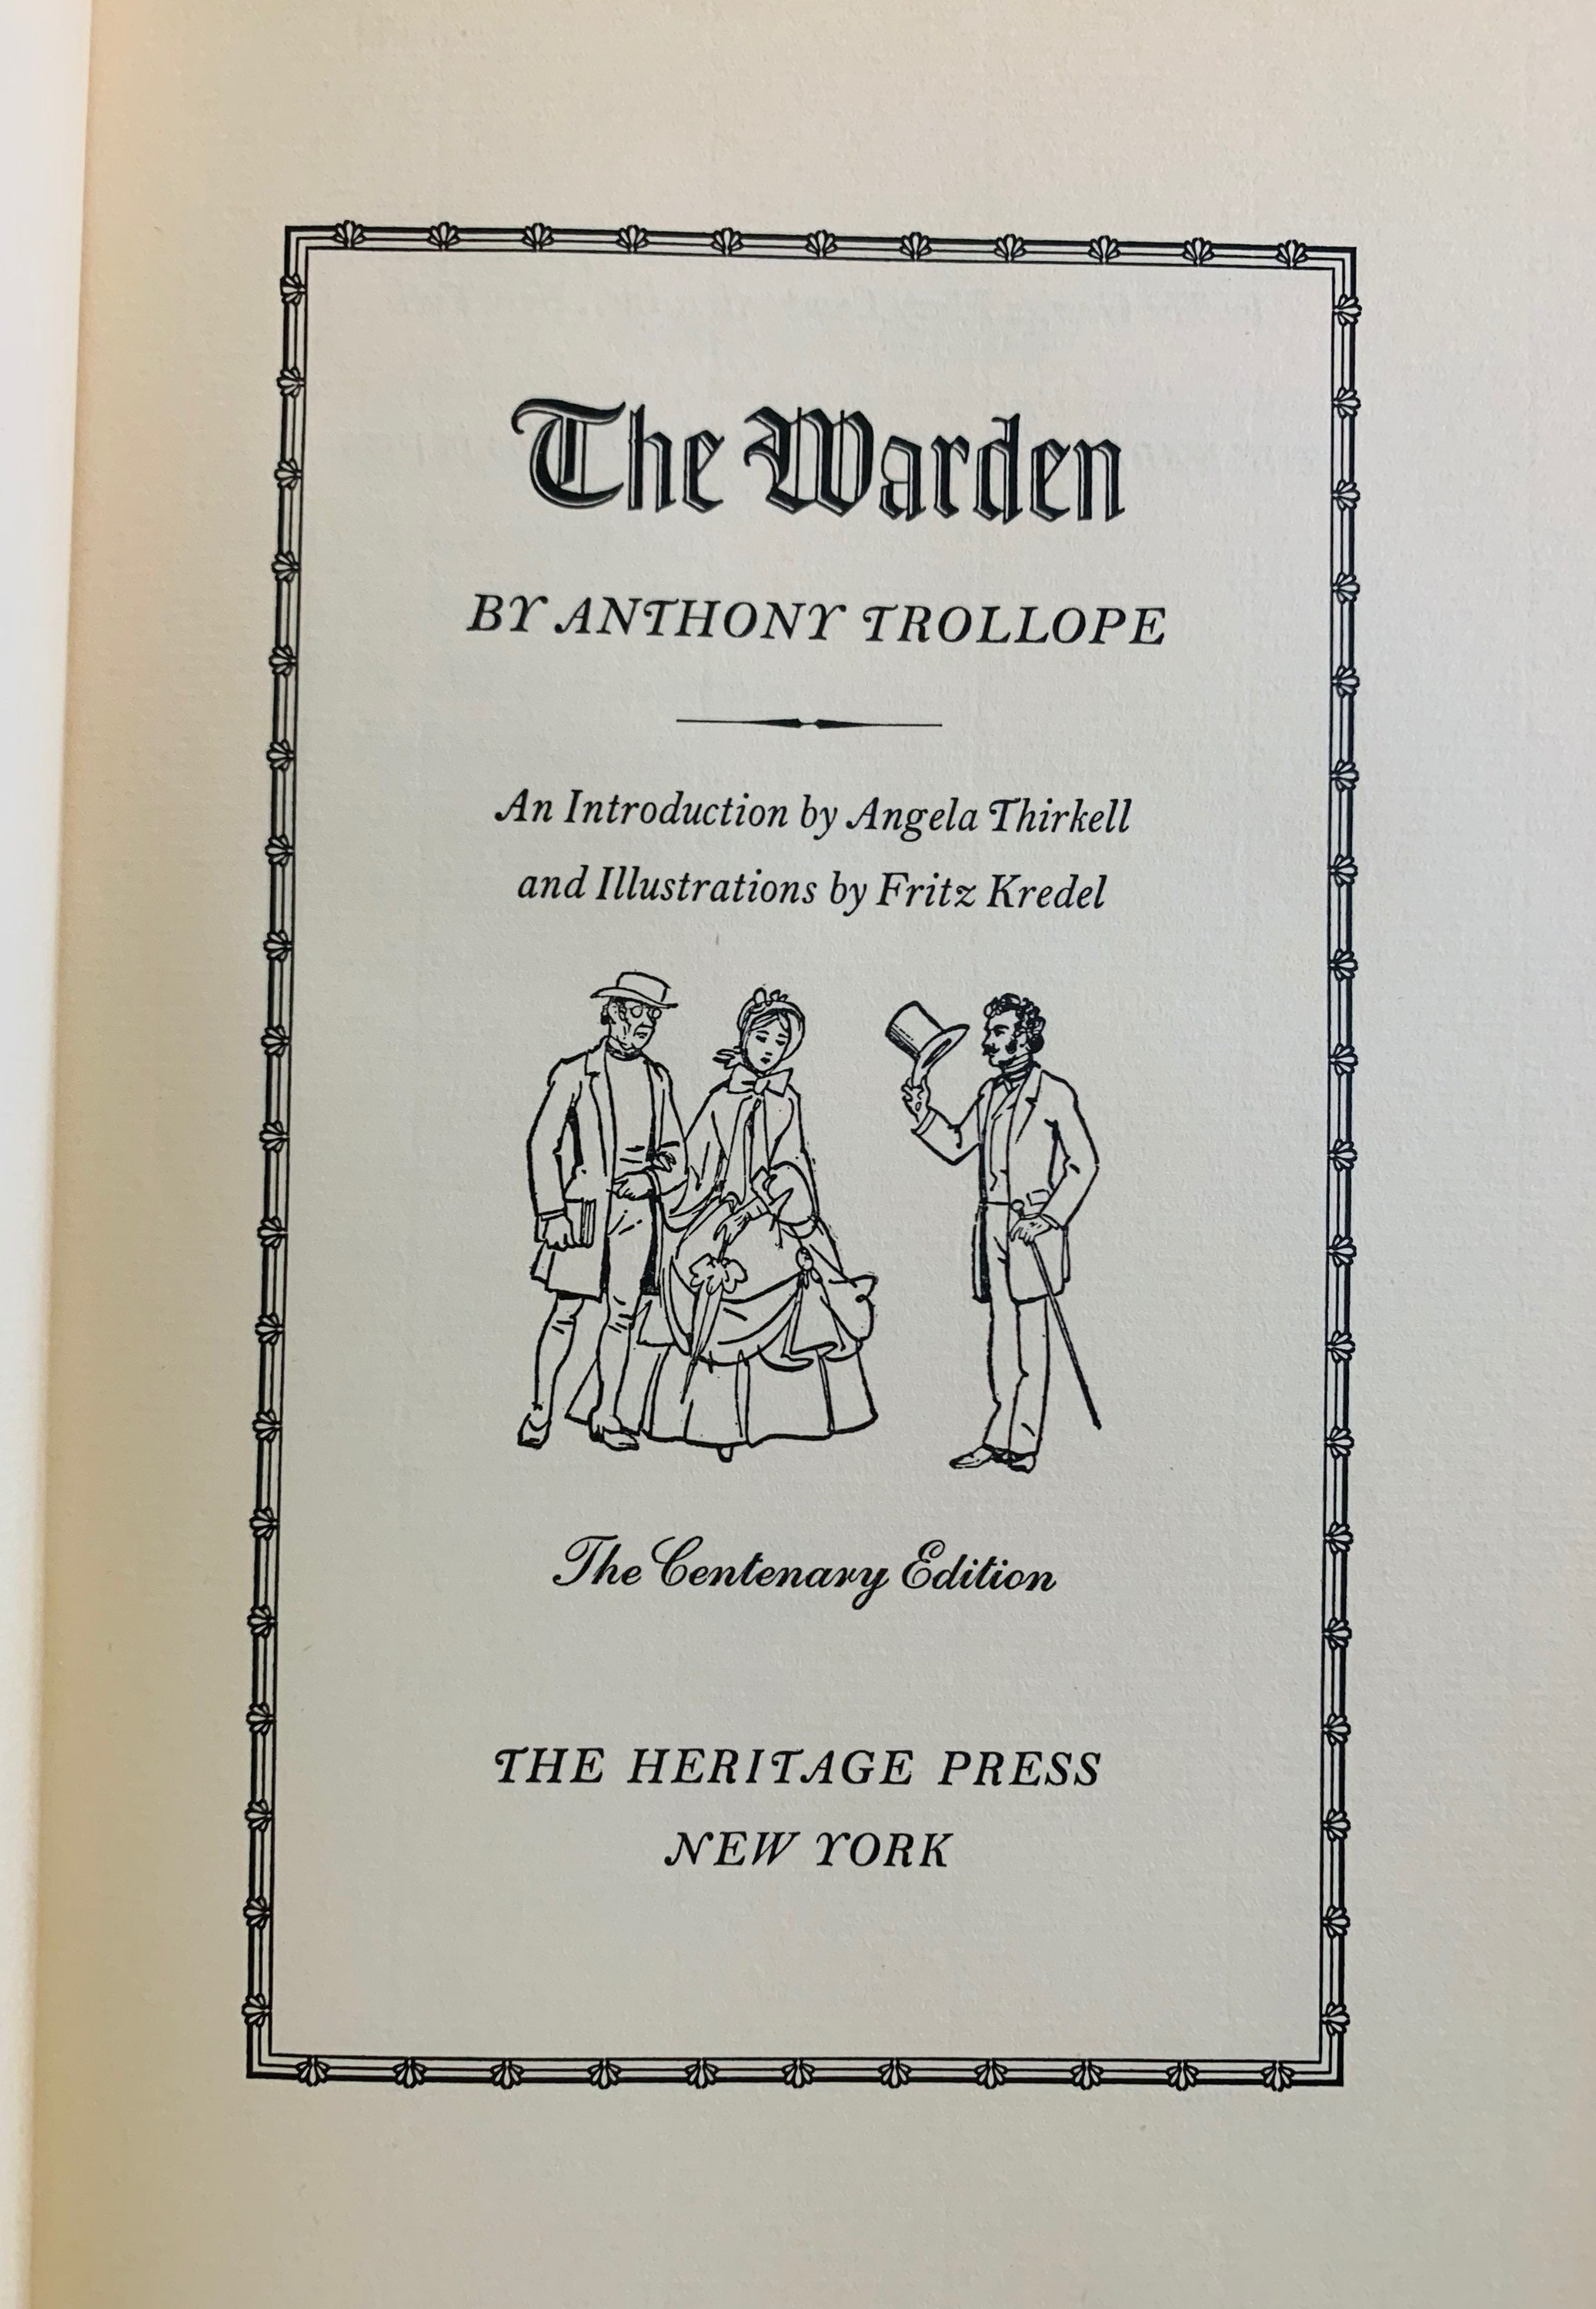 The Warden
BY ANTHONY TROLLOPE
An Introduction by Angela Thirkell
and Illustrations by Fritz Kredel
The Centenary Edition
THE HERITAGE PRESS
NEW YORK